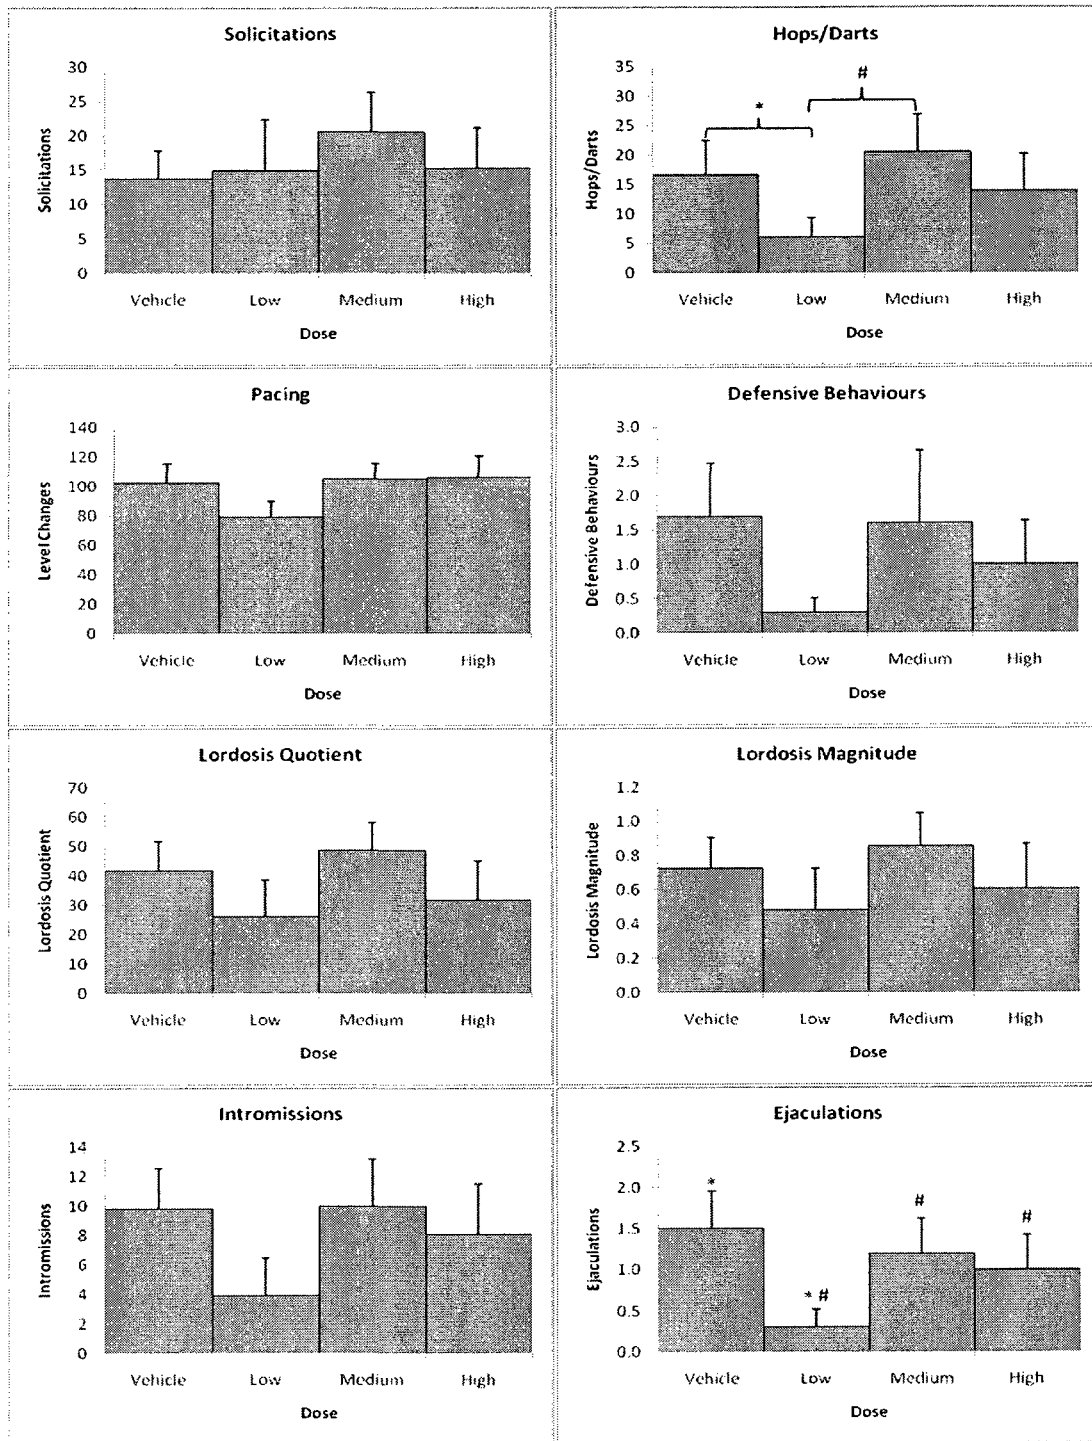 Solicitations
30
25
20
15
10
5
0
Solicitations
Vehicle Low Medium High
Dose
Hops/Darts
35
30
25
20
15
10
5
0
Hops/Darts
* #
Vehicle Low Medium High
Dose
Pacing
140
120
100
80
60
40
20
0
Level Changes
Vehicle Low Medium High
Dose
Defensive Behaviours
3.0
2.5
2.0
1.5
1.0
0.5
0.0
Defensive Behaviours
Vehicle Low Medium High
Dose
Lordosis Quotient
70
60
50
40
30
20
10
0
Lordosis Quotient
Vehicle Low Medium High
Dose
Lordosis Magnitude
1.2
1.0
0.8
0.6
0.4
0.2
0.0
Lordosis Magnitude
Vehicle Low Medium High
Dose
Intromissions
14
12
10
8
6
4
2
0
Intromissions
Vehicle Low Medium High
Dose
Ejaculations
2.5
2.0
1.5
1.0
0.5
0.0
Ejaculations
* * # # #
Vehicle Low Medium High
Dose